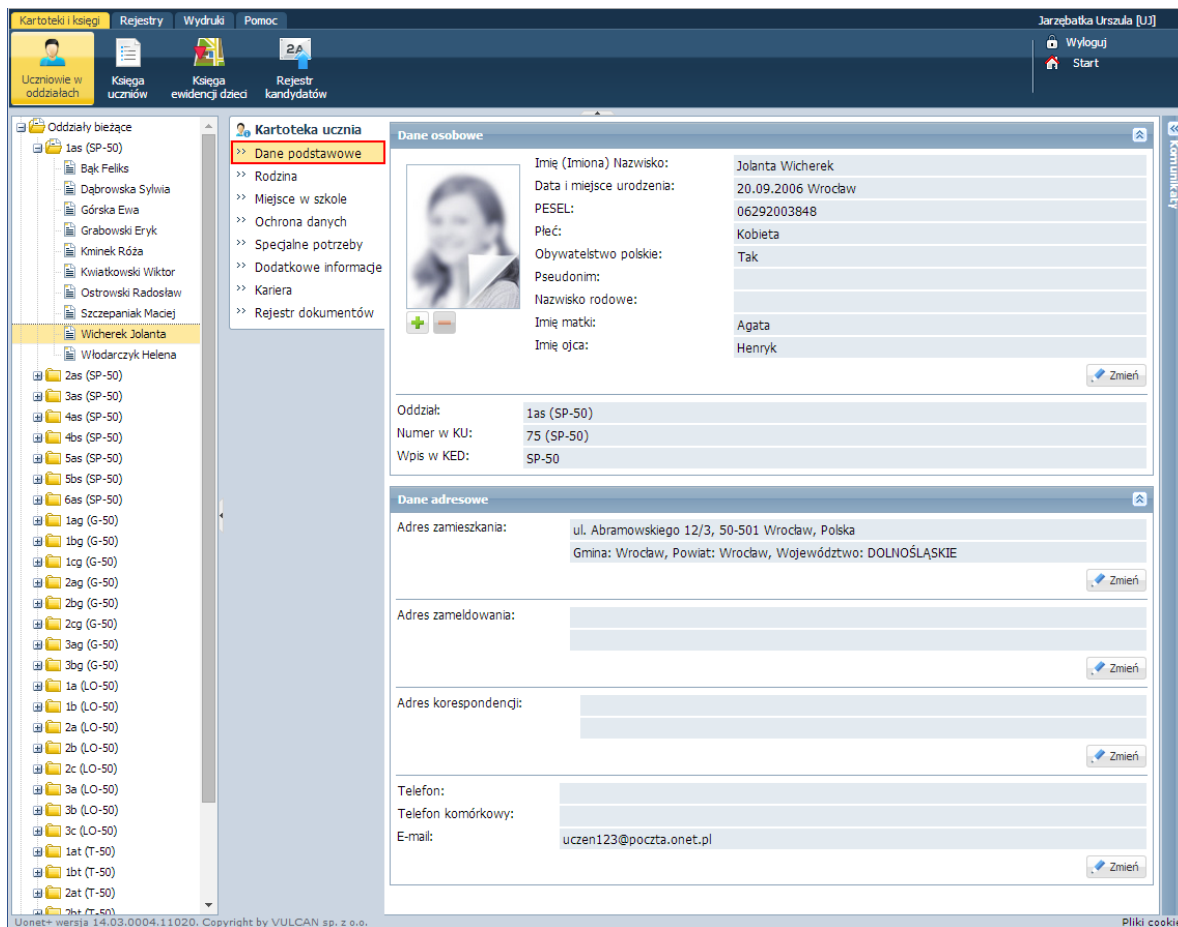 Kartoteki i księgi Rejestry Wydruki Pomoc Jarzębatka Urszula [UJ]
Uczniowie w oddziałach
Księga uczniów
Księga ewidencji dzieci
Rejestr kandydatów
Wyloguj
Start
Oddziały bieżące
1as (SP-50)
Bąk Feliks
Dąbrowska Sylwia
Górska Ewa
Grabowski Eryk
Kminek Róża
Kwiatkowski Wiktor
Ostrowski Radosław
Szczepaniak Maciej
Wicherek Jolanta
Włodarczyk Helena
2as (SP-50)
3as (SP-50)
4as (SP-50)
4bs (SP-50)
5as (SP-50)
5bs (SP-50)
6as (SP-50)
1ag (G-50)
1bg (G-50)
1cg (G-50)
2ag (G-50)
2bg (G-50)
2cg (G-50)
3ag (G-50)
3bg (G-50)
1a (LO-50)
1b (LO-50)
2a (LO-50)
2b (LO-50)
2c (LO-50)
3a (LO-50)
3b (LO-50)
3c (LO-50)
1at (T-50)
1bt (T-50)
2at (T-50)
2bt (T-50)
Kartoteka ucznia
>> Dane podstawowe
>> Rodzina
>> Miejsce w szkole
>> Ochrona danych
>> Specjalne potrzeby
>> Dodatkowe informacje
>> Kariera
>> Rejestr dokumentów
Dane osobowe
Imię (Imiona) Nazwisko: Jolanta Wicherek
Data i miejsce urodzenia: 20.09.2006 Wrocław
PESEL: 06292003848
Płeć: Kobieta
Obywatelstwo polskie: Tak
Pseudonim:
Nazwisko rodowe:
Imię matki: Agata
Imię ojca: Henryk
Zmień
Oddział: 1as (SP-50)
Numer w KU: 75 (SP-50)
Wpis w KED: SP-50
Dane adresowe
Adres zamieszkania: ul. Abramowskiego 12/3, 50-501 Wrocław, Polska
Gmina: Wrocław, Powiat: Wrocław, Województwo: DOLNOŚLĄSKIE
Zmień
Adres zameldowania:
Zmień
Adres korespondencji:
Zmień
Telefon:
Telefon komórkowy:
E-mail: uczen123@poczta.onet.pl
Zmień
Komunikaty
Uonet+ wersja 14.03.0004.11020. Copyright by VULCAN sp. z o.o. Pliki cookie